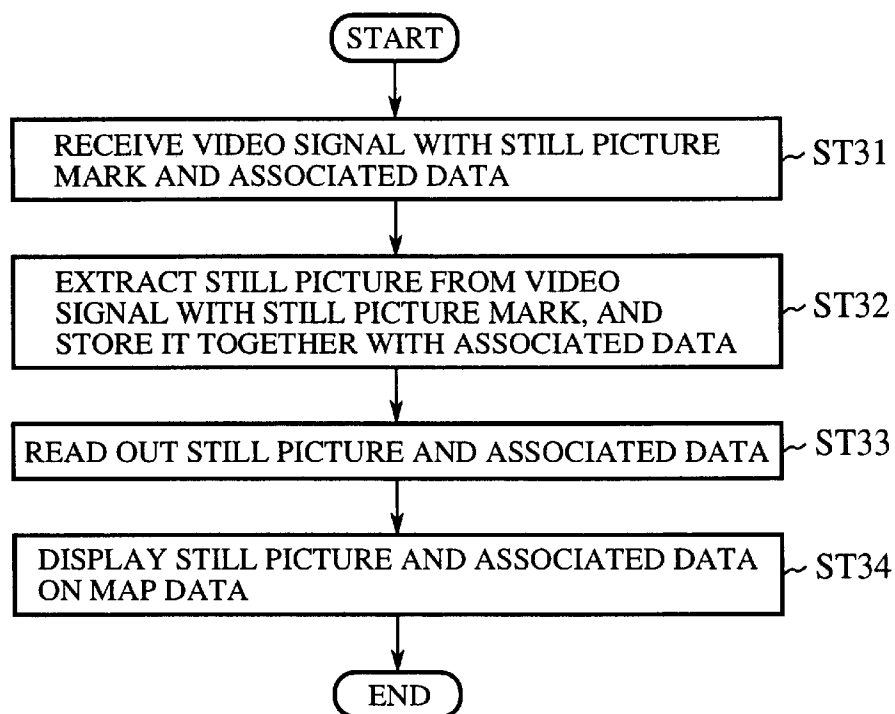 START
RECEIVE VIDEO SIGNAL WITH STILL PICTURE
MARK AND ASSOCIATED DATA
ST31
EXTRACT STILL PICTURE FROM VIDEO
SIGNAL WITH STILL PICTURE MARK, AND
STORE IT TOGETHER WITH ASSOCIATED DATA
ST32
READ OUT STILL PICTURE AND ASSOCIATED DATA
ST33
DISPLAY STILL PICTURE AND ASSOCIATED DATA
ON MAP DATA
ST34
END